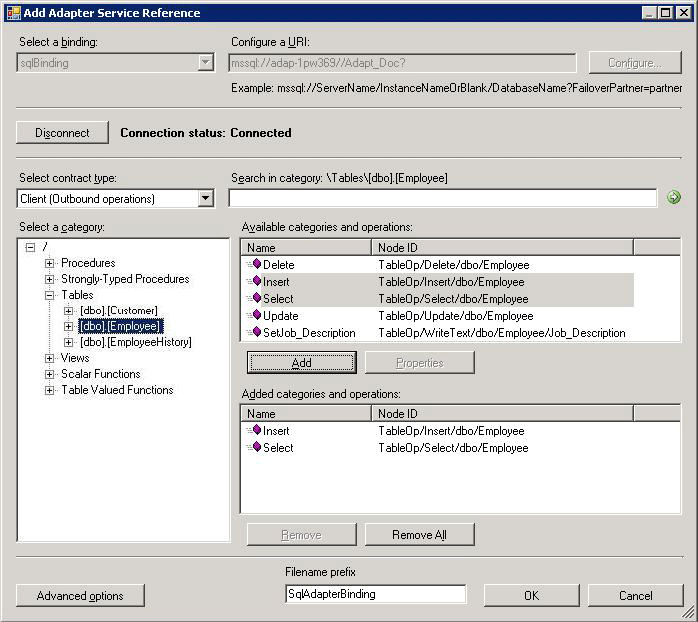 Add Adapter Service Reference
Select a binding: Configure a URI:
sqlBinding mssql://adap-1pw369//Adapt_Doc? Configure...
Example: mssql://ServerName/InstanceNameOrBlank/DatabaseName?FailoverPartner=partner
Disconnect Connection status: Connected
Select contract type: Search in category: \Tables\[dbo].[Employee]
Client (Outbound operations)
Select a category: Available categories and operations:
/ Name Node ID
Procedures Delete TableOp/Delete/dbo/Employee
Strongly-Typed Procedures Insert TableOp/Insert/dbo/Employee
Tables Select TableOp/Select/dbo/Employee
[dbo].[Customer] Update TableOp/Update/dbo/Employee
[dbo].[Employee] SetJob_Description TableOp/WriteText/dbo/Employee/Job_Description
[dbo].[EmployeeHistory]
Views Add Properties
Scalar Functions
Table Valued Functions Added categories and operations:
Name Node ID
Insert TableOp/Insert/dbo/Employee
Select TableOp/Select/dbo/Employee
Remove Remove All
Filename prefix
Advanced options SqlAdapterBinding OK Cancel